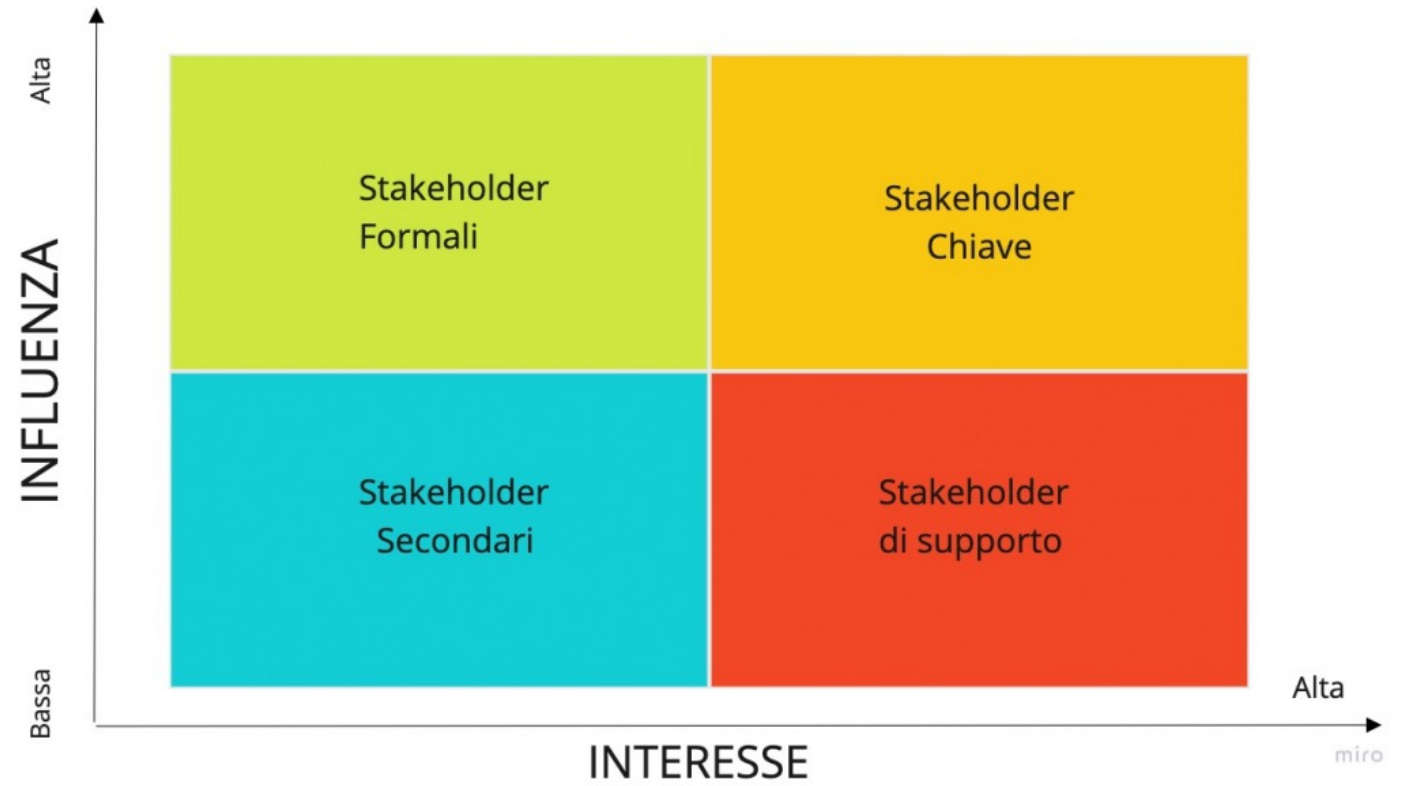 Alta
INFLUENZA
Bassa
Stakeholder
Formali
Stakeholder
Chiave
Stakeholder
Secondari
Stakeholder
di supporto
Alta
INTERESSE
miro